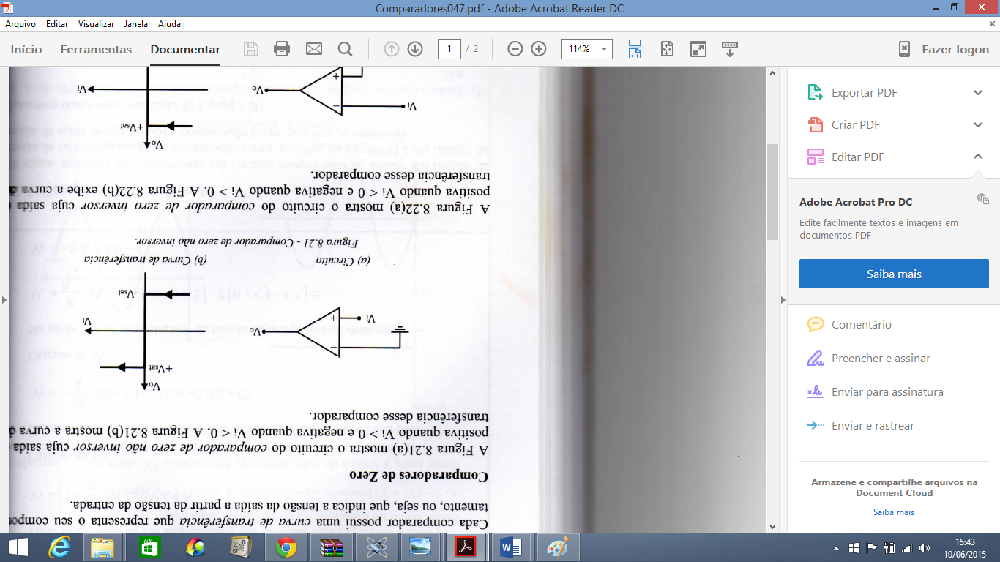 Comparadores047.pdf - Adobe Acrobat Reader DC
Arquivo Editar Visualizar Janela Ajuda
Início Ferramentas Documentar 1 / 2 114% Fazer logon
Cada comparador possui uma curva de transferência que representa o seu compor
tamento, ou seja, que indica a tensão da saída a partir da tensão da entrada.
Comparadores de Zero
A Figura 8.21(a) mostra o circuito do comparador de zero não inversor cuja saída
positiva quando Vi > 0 e negativa quando Vi < 0. A Figura 8.21(b) mostra a curva d
transferência desse comparador.
Vo
+Vsat
Vi
−
+
Vo
Vi
−Vsat
(a) Circuito (b) Curva de transferência
Figura 8.21 - Comparador de zero não inversor.
A Figura 8.22(a) mostra o circuito do comparador de zero inversor cuja saída
positiva quando Vi < 0 e negativa quando Vi > 0. A Figura 8.22(b) exibe a curva d
transferência desse comparador.
Vo
+Vsat
Vi
−
+
Vo
Vi
Exportar PDF
Criar PDF
Editar PDF
Adobe Acrobat Pro DC
Edite facilmente textos e imagens em
documentos PDF
Saiba mais
Comentário
Preencher e assinar
Enviar para assinatura
Enviar e rastrear
Armazene e compartilhe arquivos na
Document Cloud
Saiba mais
15:43
10/06/2015